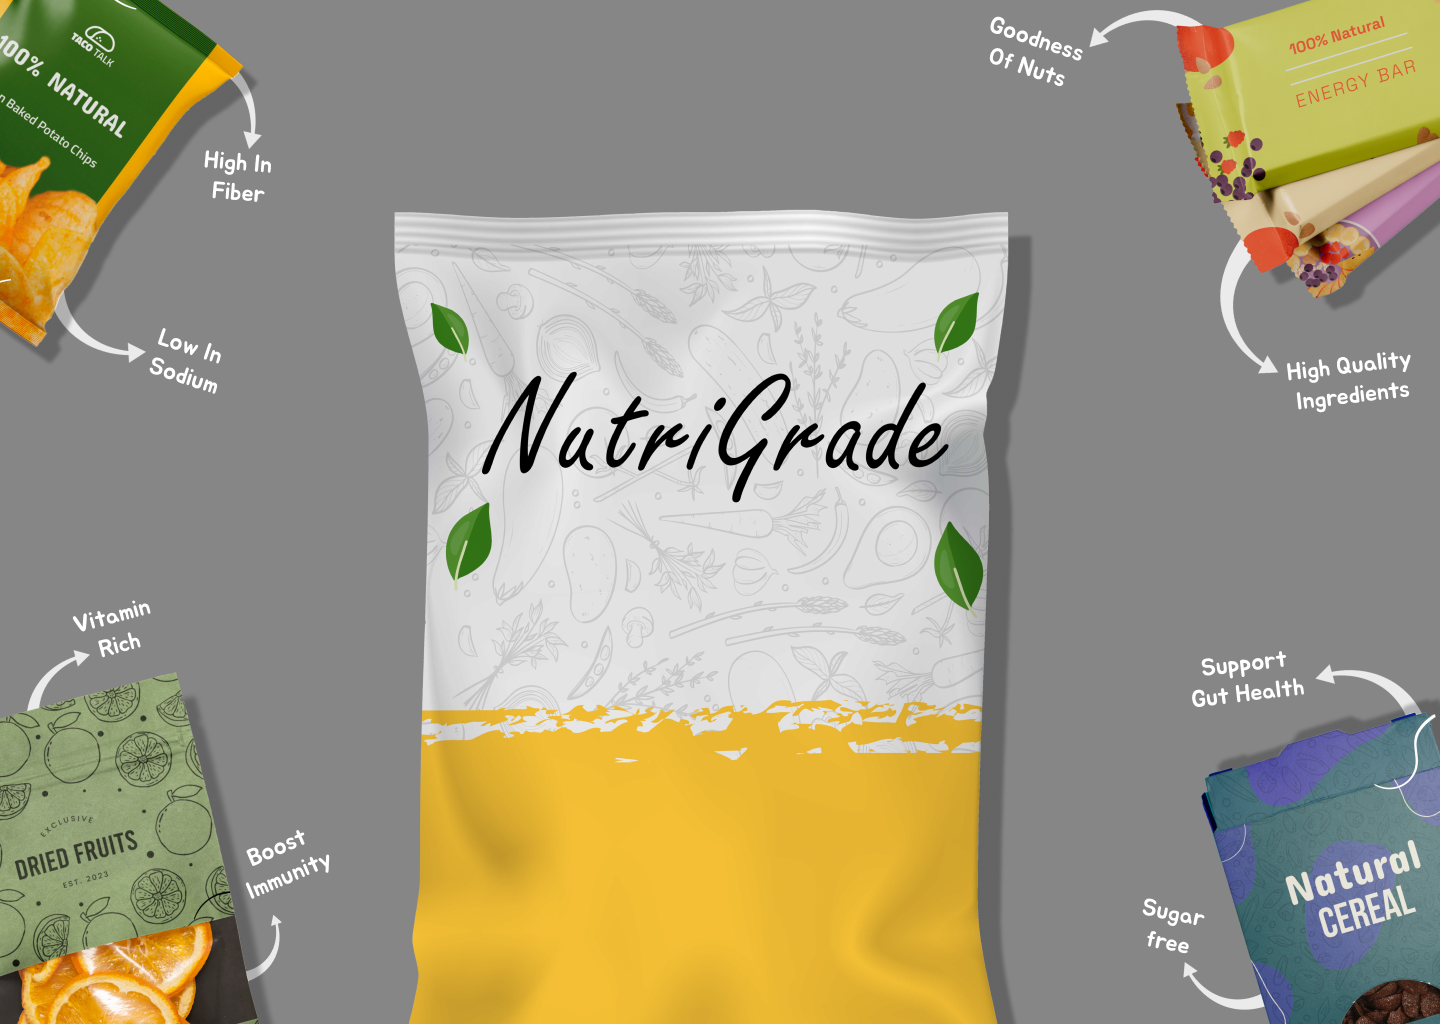 TACO TALK
100% NATURAL
Baked Potato Chips
High In
Fiber
Low In
Sodium
Goodness
Of Nuts
100% Natural
ENERGY BAR
High Quality
Ingredients
NutriGrade
Vitamin
Rich
EXCLUSIVE
DRIED FRUITS
EST. 2023
Boost
Immunity
Support
Gut Health
Natural
CEREAL
Sugar
free